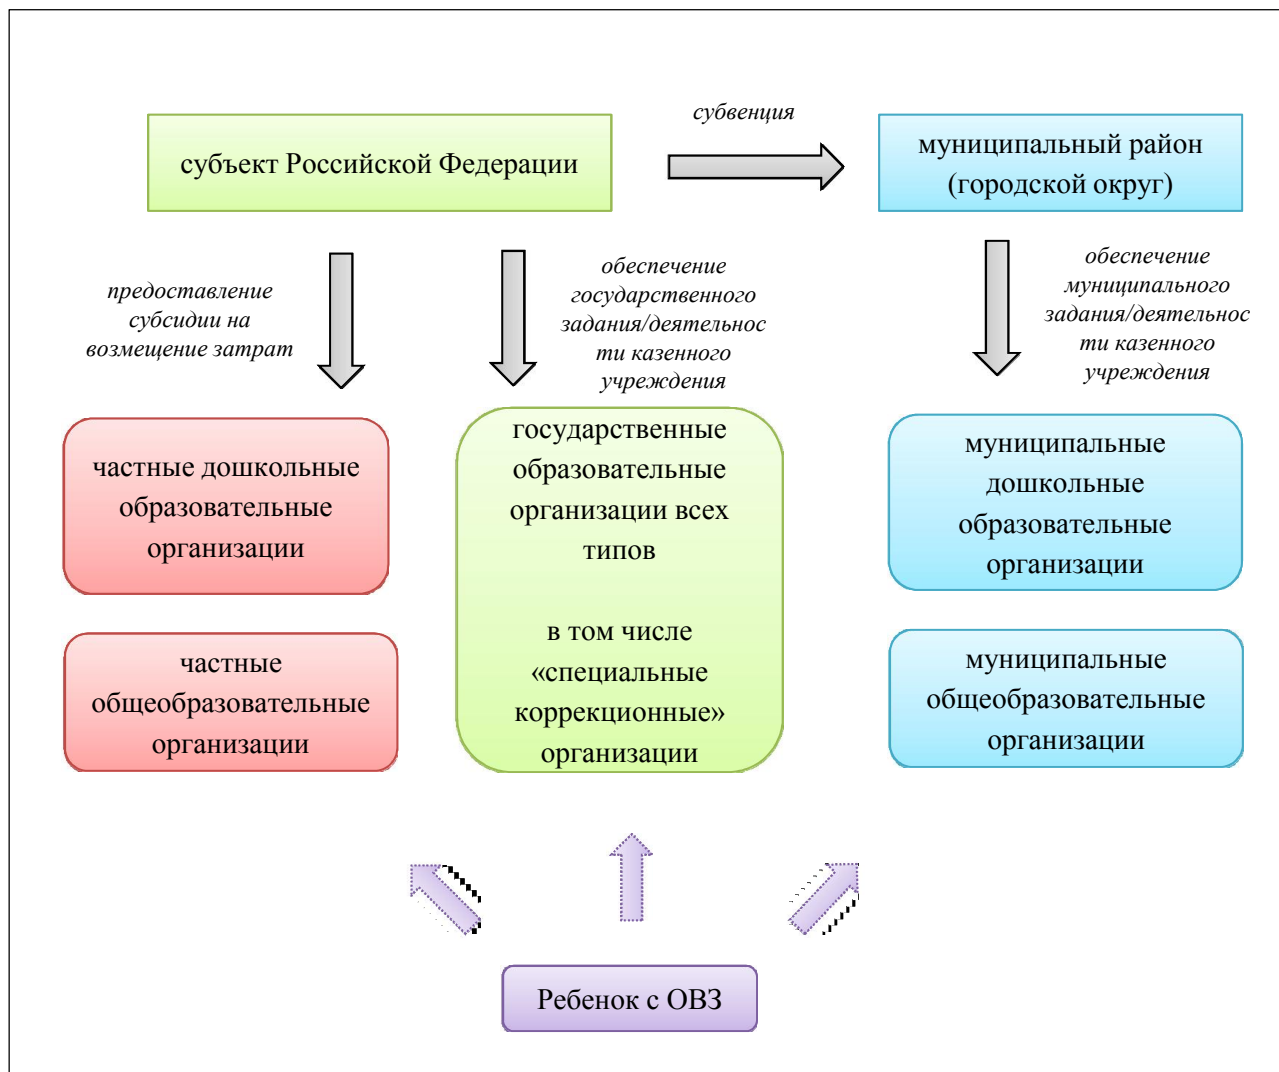 субвенция
субъект Российской Федерации
муниципальный район
(городской округ)
предоставление
субсидии на
возмещение затрат
обеспечение
государственного
задания/деятельнос
ти казенного
учреждения
обеспечение
муниципального
задания/деятельнос
ти казенного
учреждения
частные дошкольные
образовательные
организации
государственные
образовательные
организации всех
типов
в том числе
«специальные
коррекционные»
организации
муниципальные
дошкольные
образовательные
организации
частные
общеобразовательные
организации
муниципальные
общеобразовательные
организации
Ребенок с ОВЗ